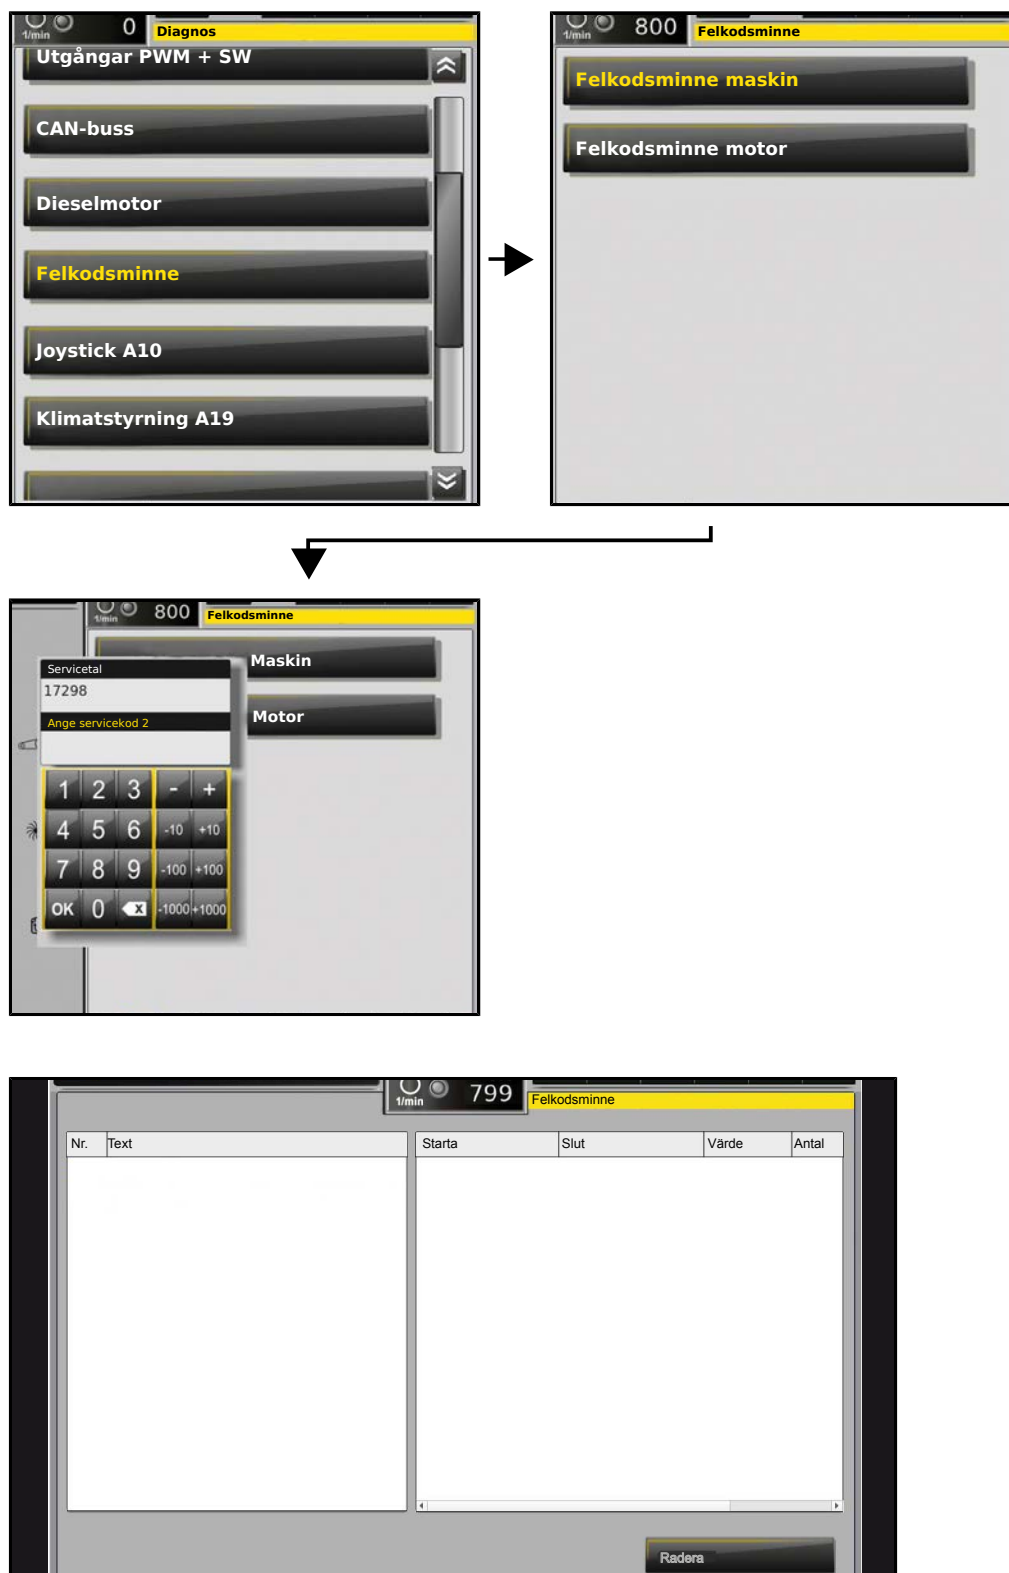 1/min 0 Diagnos
Utgångar PWM + SW
CAN-buss
Dieselmotor
Felkodsminne
Joystick A10
Klimatstyrning A19
1/min 800 Felkodsminne
Felkodsminne maskin
Felkodsminne motor
1/min 800 Felkodsminne
Maskin
Motor
Servicetal
17298
Ange servicekod 2
1 2 3 - +
4 5 6 -10 +10
7 8 9 -100 +100
OK 0 X -1000 +1000
1/min 799 Felkodsminne
Nr. Text Starta Slut Värde Antal
Radera